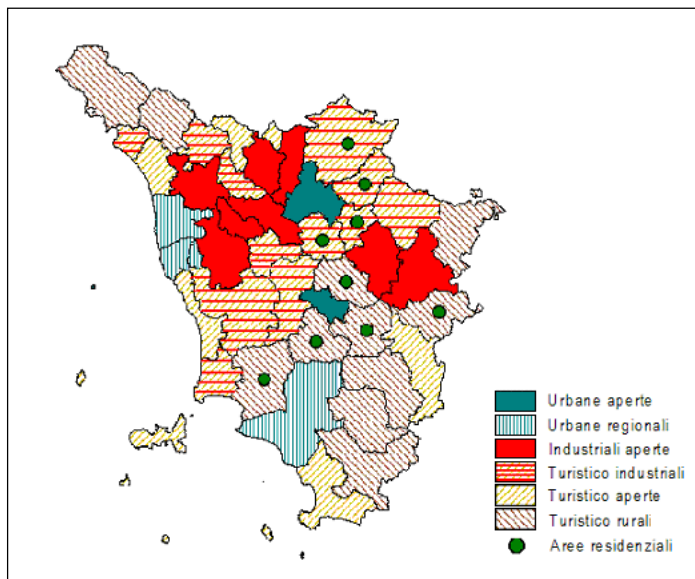 Urbane aperte
Urbane regionali
Industriali aperte
Turistico industriali
Turistico aperte
Turistico rurali
Aree residenziali